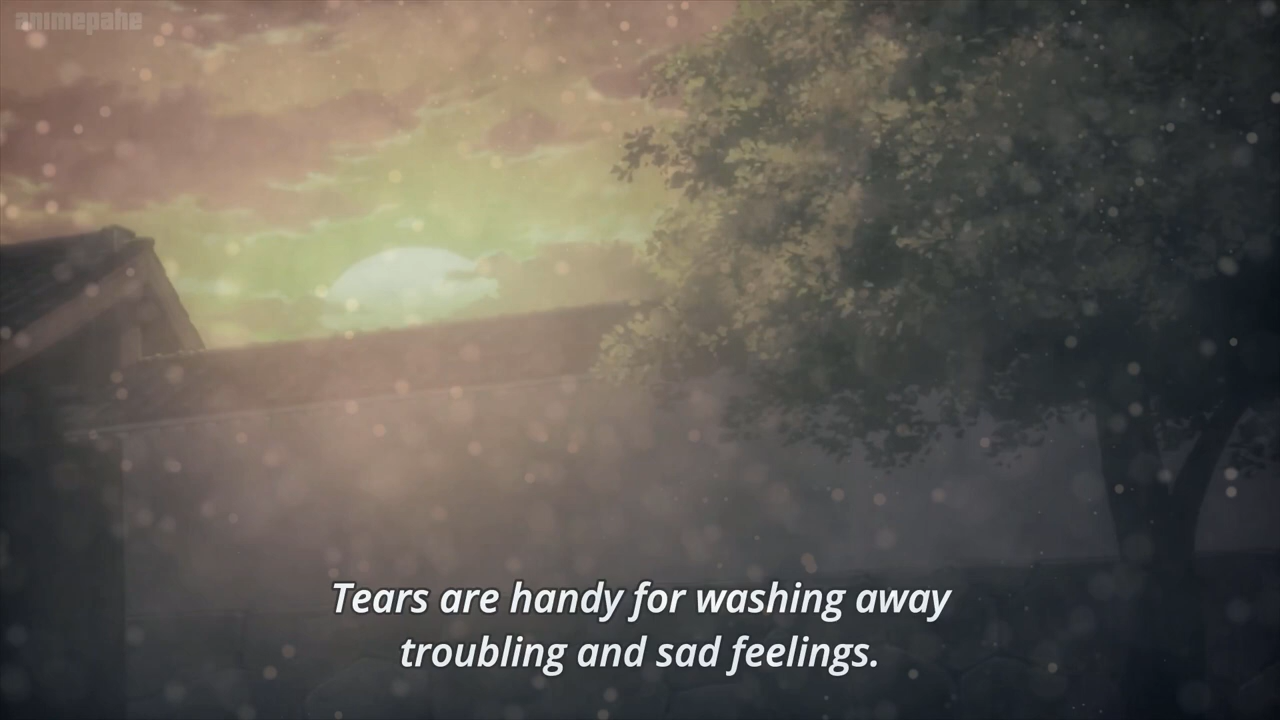 animepahe
Tears are handy for washing away
troubling and sad feelings.